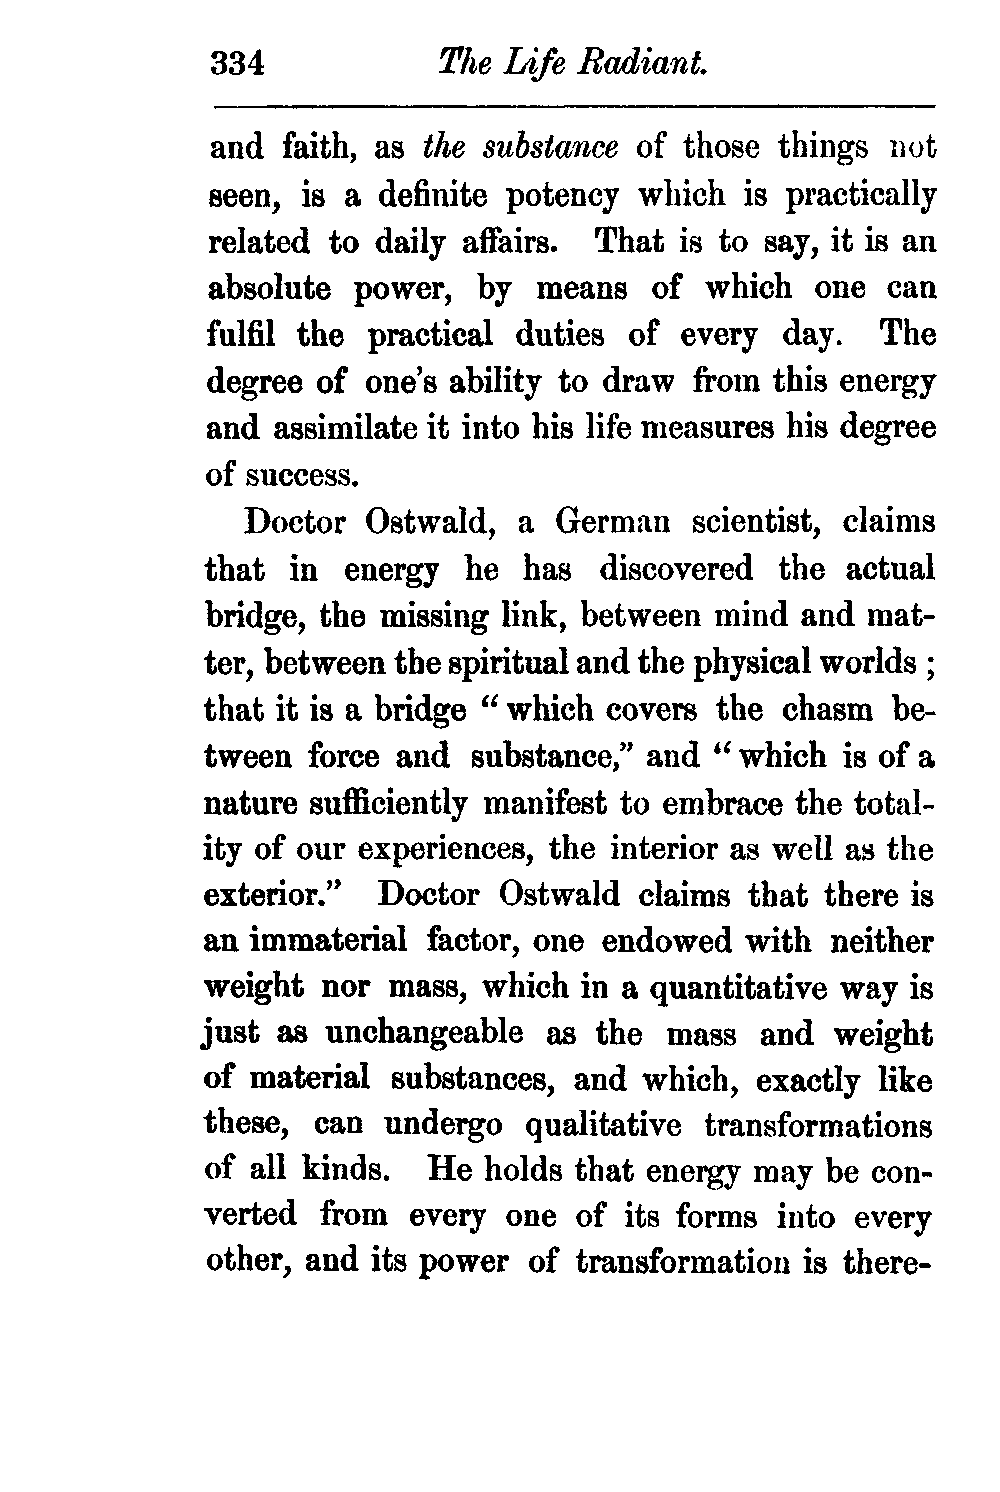 334 The Life Radiant.
and faith, as the substance of those things not
seen, is a definite potency which is practically
related to daily affairs. That is to say, it is an
absolute power, by means of which one can
fulfil the practical duties of every day. The
degree of one's ability to draw from this energy
and assimilate it into his life measures his degree
of success.
Doctor Ostwald, a German scientist, claims
that in energy he has discovered the actual
bridge, the missing link, between mind and mat-
ter, between the spiritual and the physical worlds ;
that it is a bridge “ which covers the chasm be-
tween force and substance,” and “ which is of a
nature sufficiently manifest to embrace the total-
ity of our experiences, the interior as well as the
exterior.” Doctor Ostwald claims that there is
an immaterial factor, one endowed with neither
weight nor mass, which in a quantitative way is
just as unchangeable as the mass and weight
of material substances, and which, exactly like
these, can undergo qualitative transformations
of all kinds. He holds that energy may be con-
verted from every one of its forms into every
other, and its power of transformation is there-